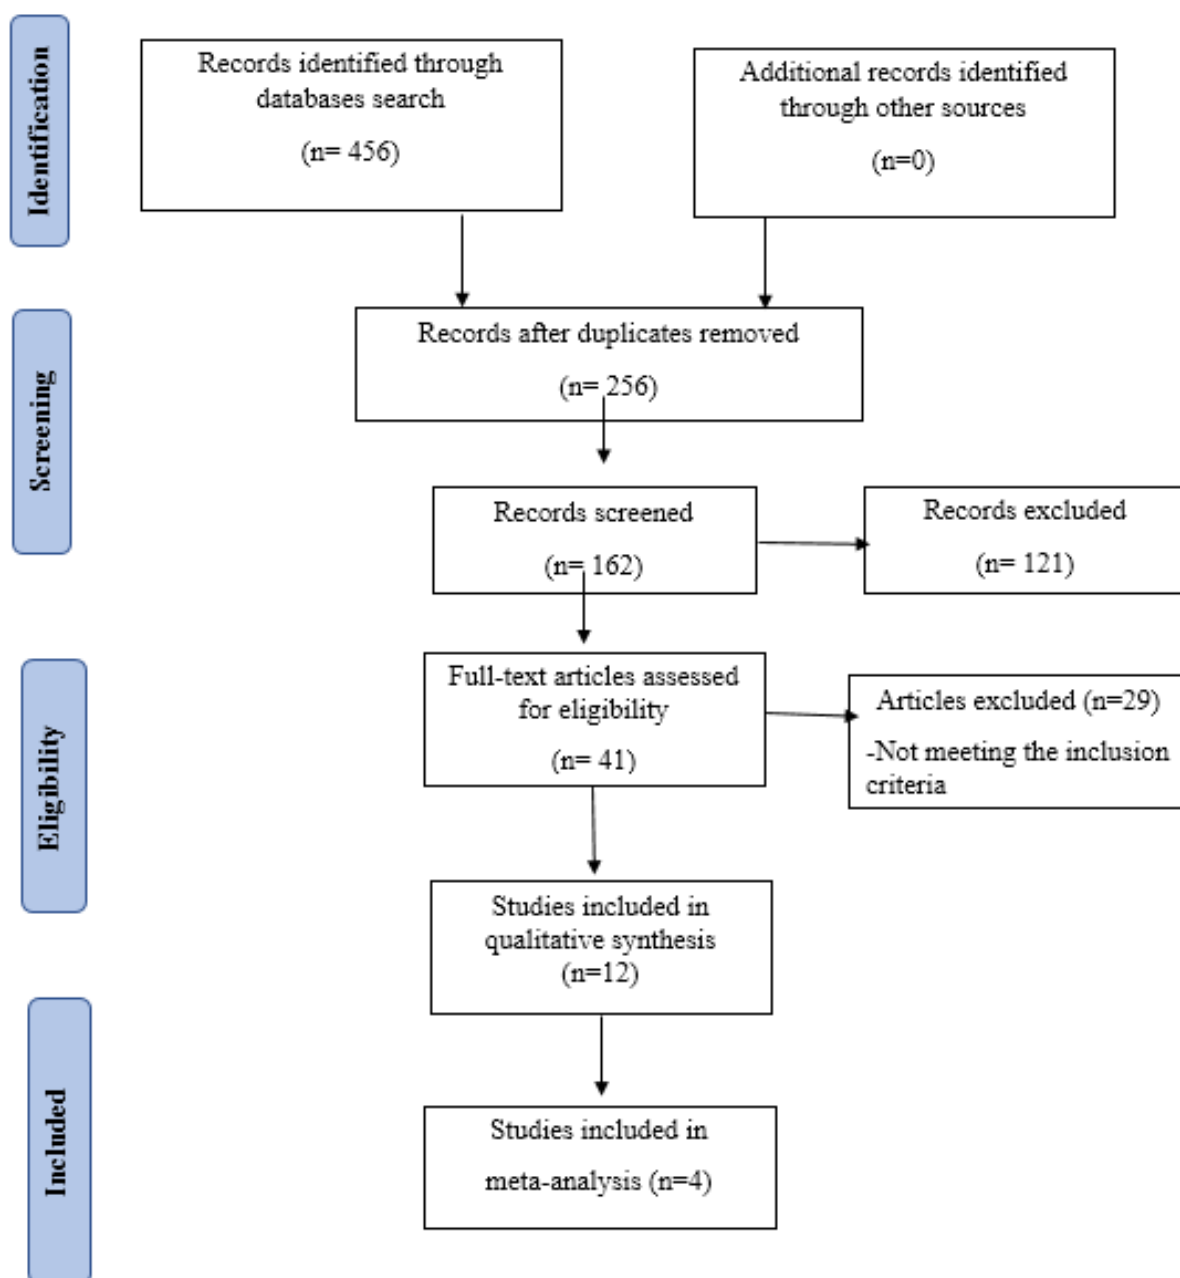 Identification
Records identified through
databases search
(n= 456)
Additional records identified
through other sources
(n=0)
Screening
Records after duplicates removed
(n= 256)
Records screened
(n= 162)
Records excluded
(n= 121)
Eligibility
Full-text articles assessed
for eligibility
(n= 41)
Articles excluded (n=29)
-Not meeting the inclusion
criteria
Studies included in
qualitative synthesis
(n=12)
Included
Studies included in
meta-analysis (n=4)